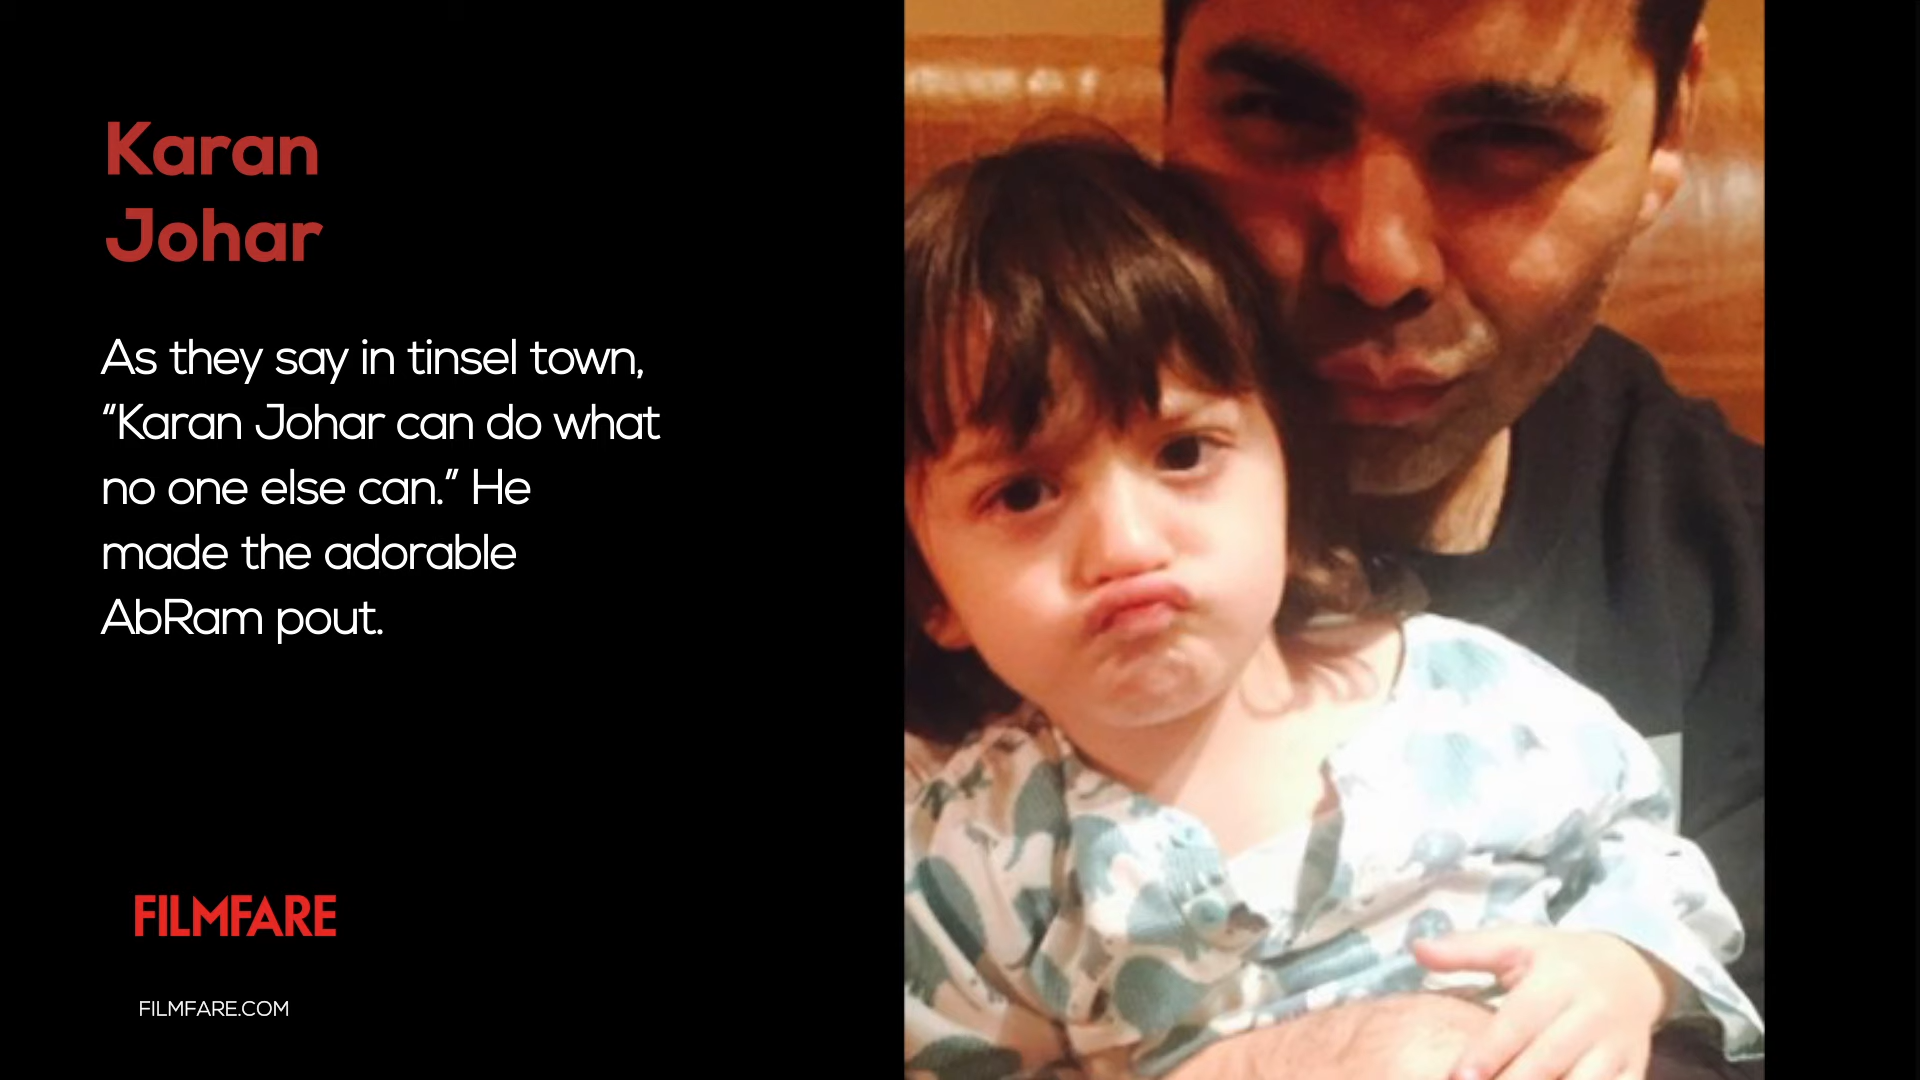 Karan
Johar
As they say in tinsel town,
“Karan Johar can do what
no one else can.” He
made the adorable
AbRam pout.
FILMFARE
FILMFARE.COM